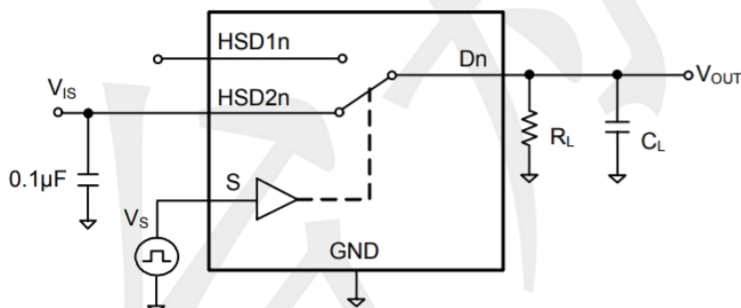 HSD1n
Dn
VOUT
VIS
HSD2n
RL
CL
0.1µF
S
VS
GND